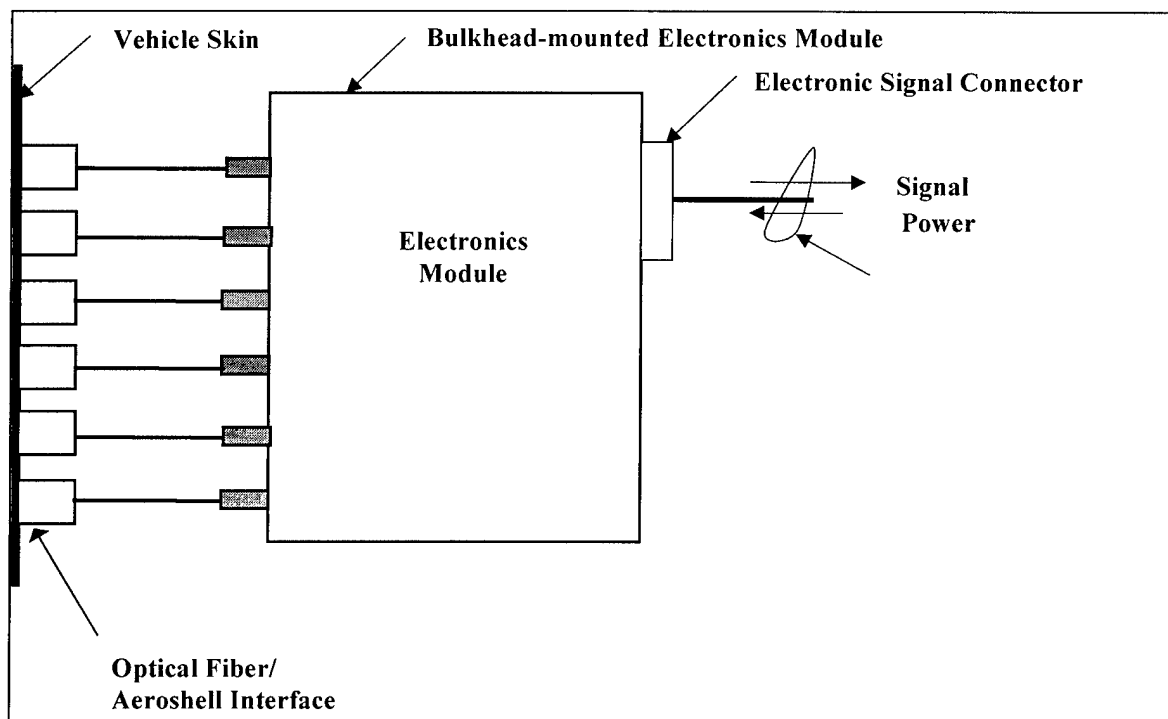 Vehicle Skin
Bulkhead-mounted Electronics Module
Electronic Signal Connector
Signal
Power
Electronics
Module
Optical Fiber/
Aeroshell Interface